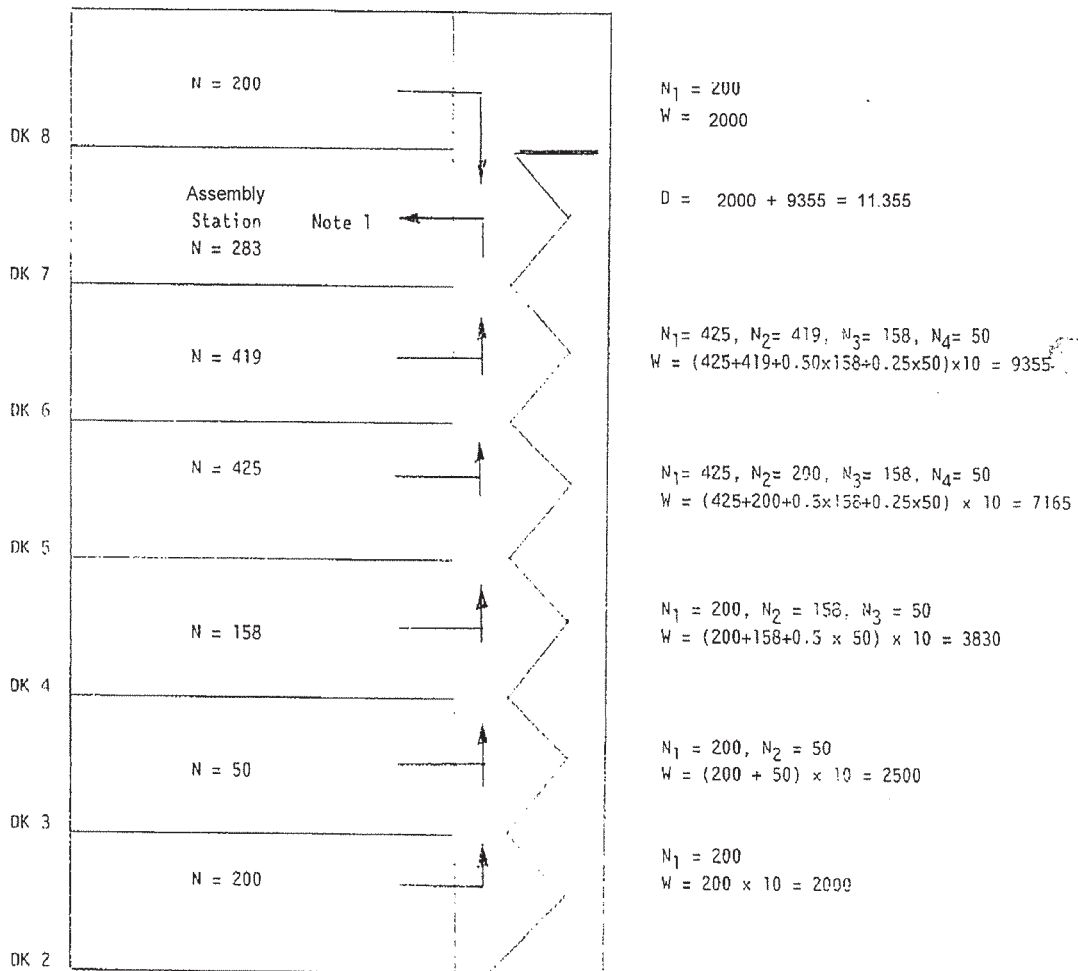 N = 200
N1 = 200
W = 2000
DK 8
Assembly
Station Note 1
N = 283
D = 2000 + 9355 = 11.355
DK 7
N = 419
N1= 425, N2= 419, N3= 158, N4= 50
W = (425+419+0.50x158+0.25x50)x10 = 9355
DK 6
N = 425
N1= 425, N2= 200, N3= 158, N4= 50
W = (425+200+0.5x158+0.25x50) x 10 = 7165
DK 5
N = 158
N1 = 200, N2 = 158, N3 = 50
W = (200+158+0.5 x 50) x 10 = 3830
DK 4
N = 50
N1 = 200, N2 = 50
W = (200 + 50) x 10 = 2500
DK 3
N = 200
N1 = 200
W = 200 x 10 = 2000
DK 2